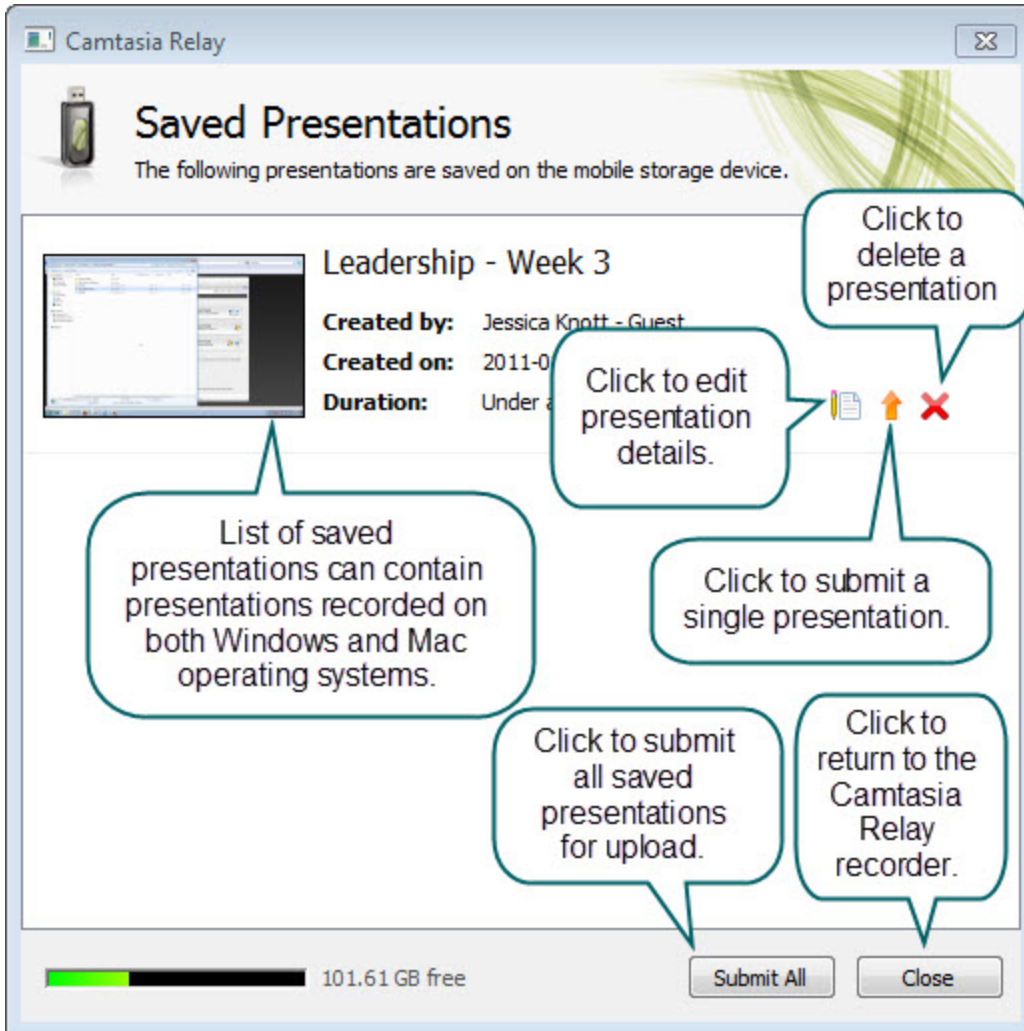 Camtasia Relay
Saved Presentations
The following presentations are saved on the mobile storage device.
Click to
delete a
presentation
Leadership - Week 3
Created by: Jessica Knott - Guest
Created on: 2011-0
Duration: Under
Click to edit
presentation
details.
List of saved
presentations can contain
presentations recorded on
both Windows and Mac
operating systems.
Click to submit a
single presentation.
Click to submit
all saved
presentations
for upload.
Click to
return to the
Camtasia
Relay
recorder.
101.61 GB free
Submit All
Close